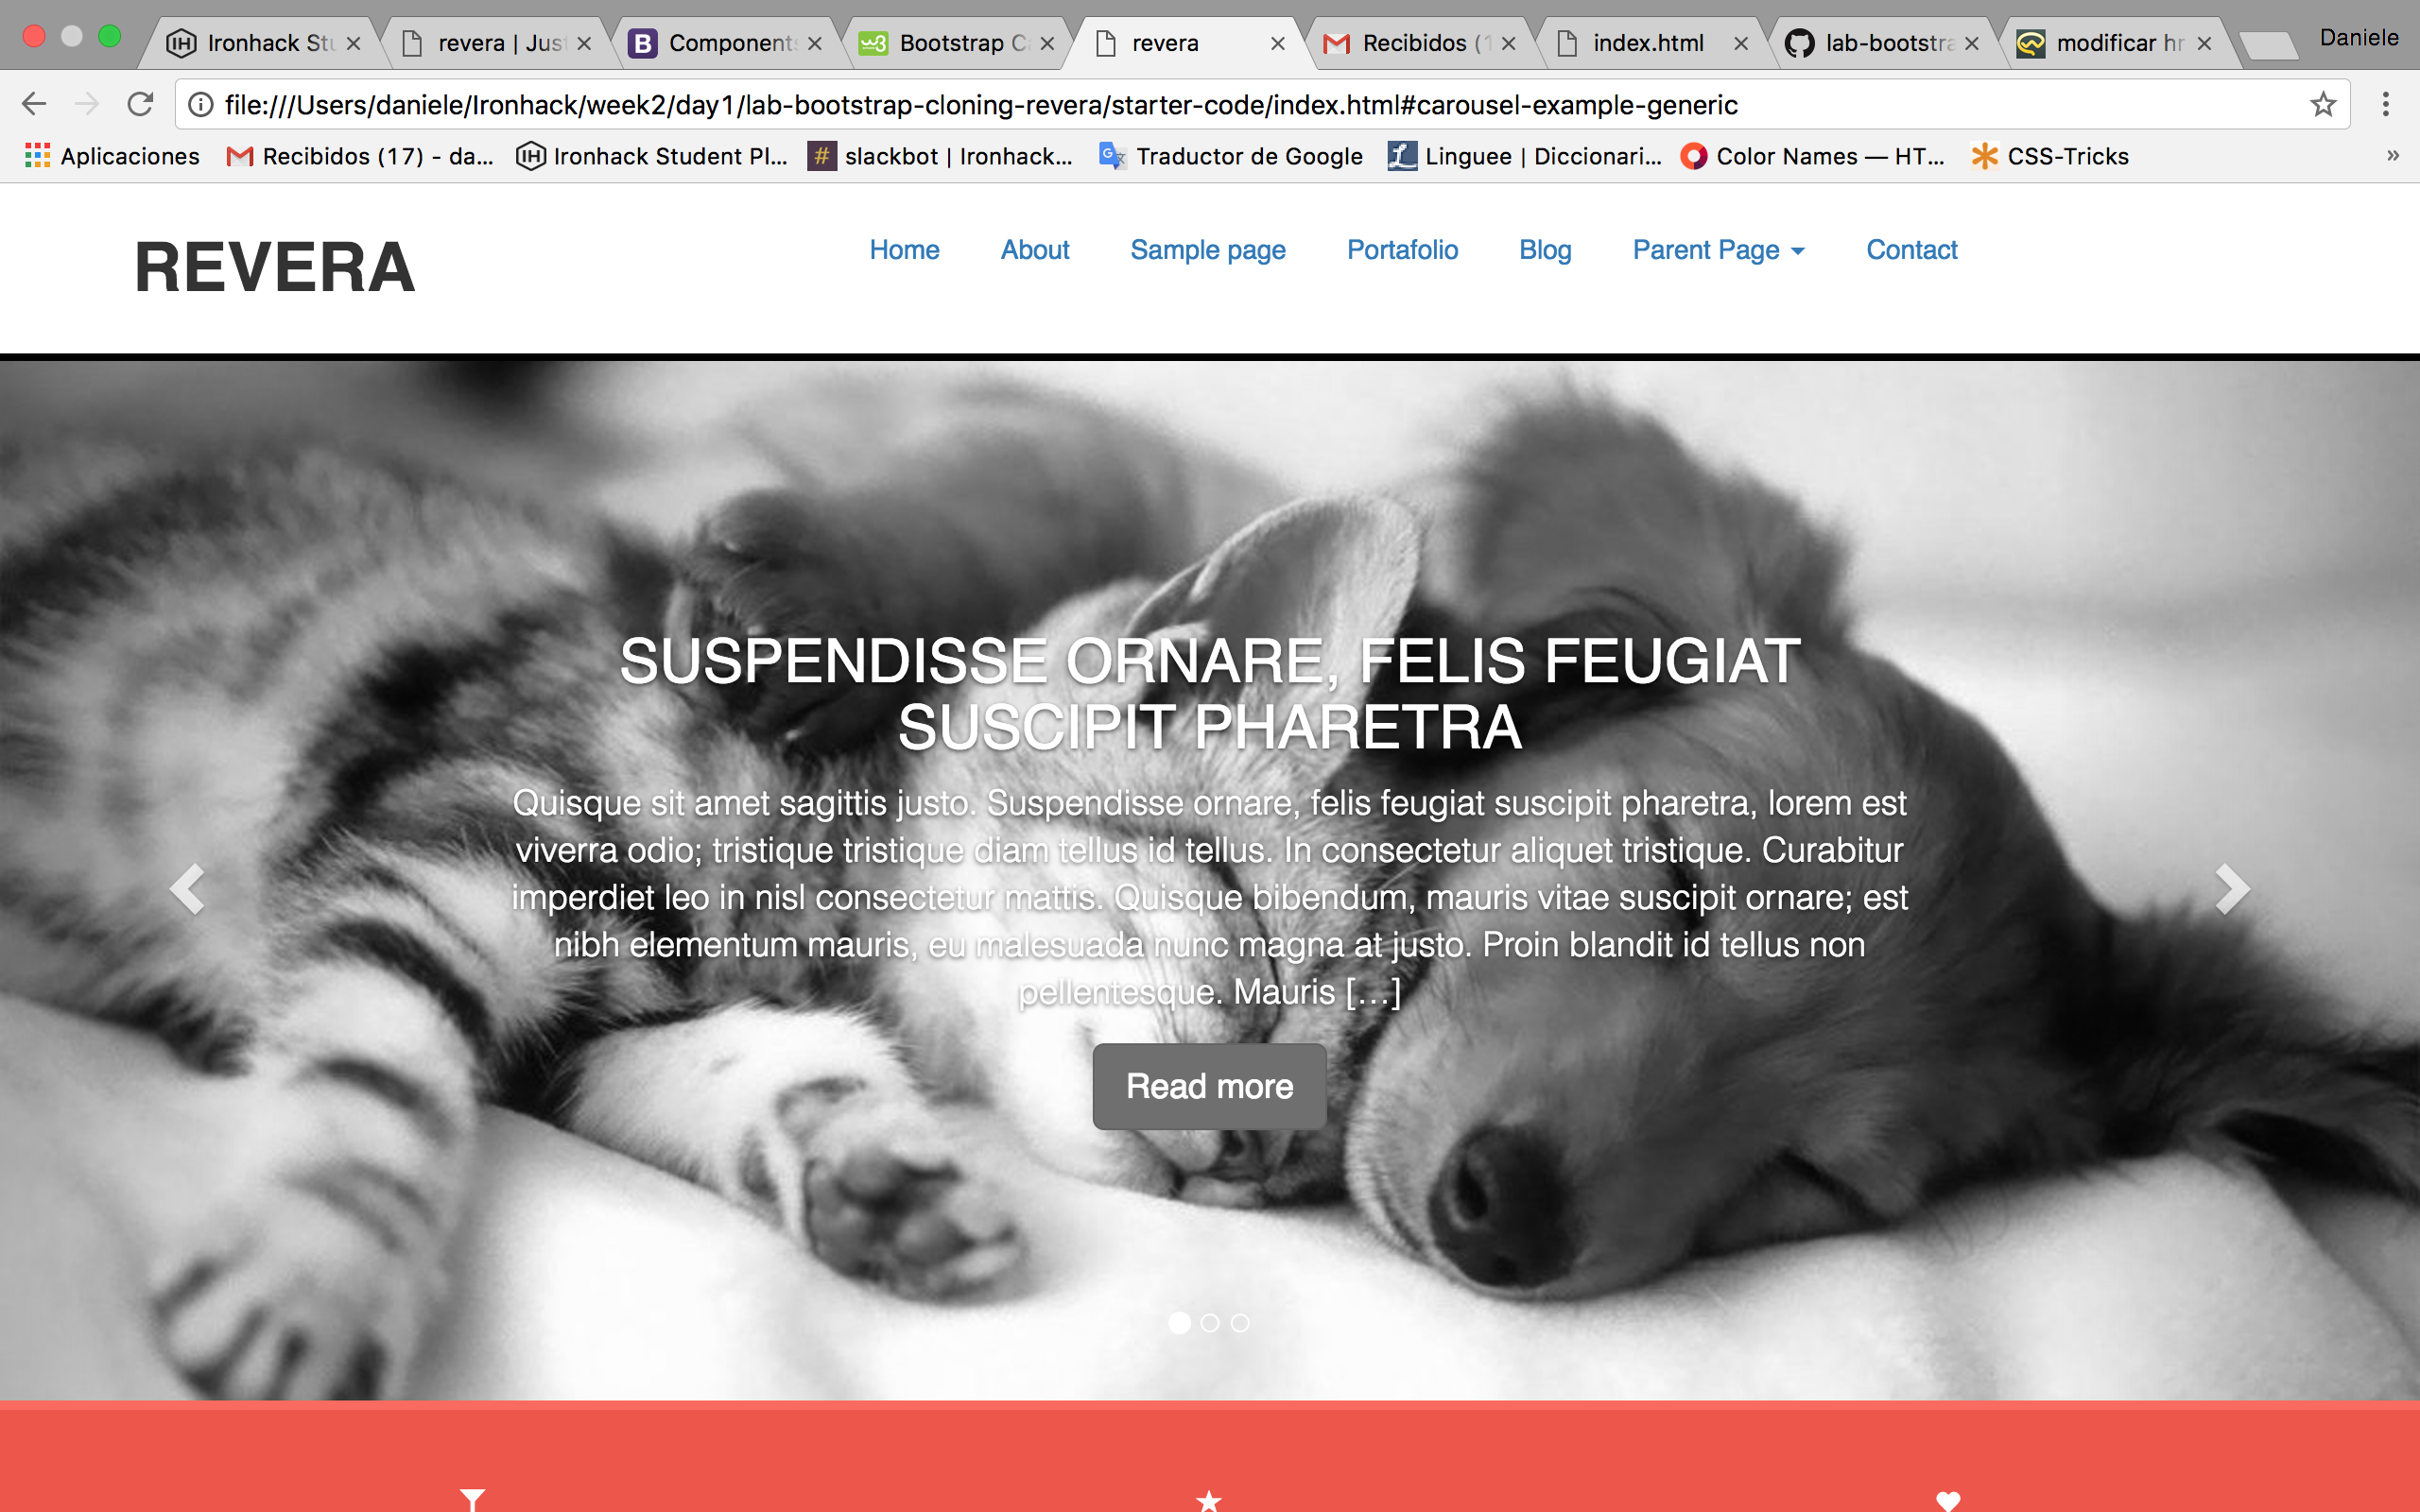 Ironhack Stu
revera | Jus
Components
Bootstrap C
revera
Recibidos (1
index.html
lab-bootstra
modificar hr
Daniele
file:///Users/daniele/Ironhack/week2/day1/lab-bootstrap-cloning-revera/starter-code/index.html#carousel-example-generic
Aplicaciones
Recibidos (17) - da...
Ironhack Student Pl...
slackbot | Ironhack...
Traductor de Google
Linguee | Diccionari...
Color Names — HT...
CSS-Tricks
»
REVERA
Home
About
Sample page
Portafolio
Blog
Parent Page
Contact
SUSPENDISSE ORNARE, FELIS FEUGIAT
SUSCIPIT PHARETRA
Quisque sit amet sagittis justo. Suspendisse ornare, felis feugiat suscipit pharetra, lorem est
viverra odio; tristique tristique diam tellus id tellus. In consectetur aliquet tristique. Curabitur
imperdiet leo in nisl consectetur mattis. Quisque bibendum, mauris vitae suscipit ornare; est
nibh elementum mauris, eu malesuada nunc magna at justo. Proin blandit id tellus non
pellentesque. Mauris [...]
Read more